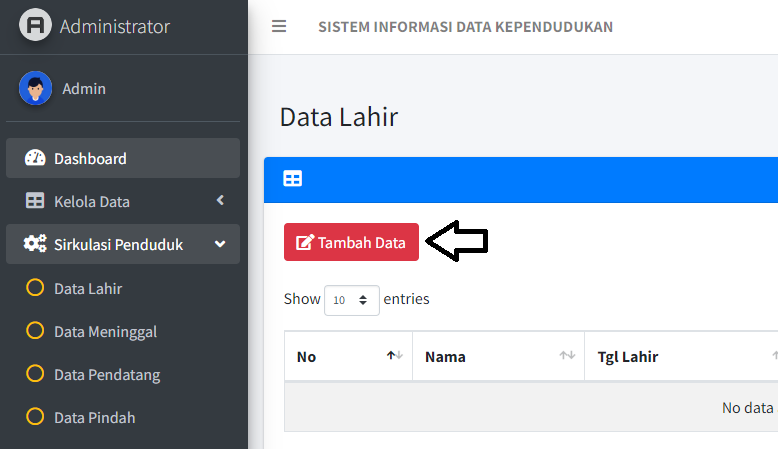 Administrator
SISTEM INFORMASI DATA KEPENDUDUKAN
Admin
Dashboard
Kelola Data
Sirkulasi Penduduk
Data Lahir
Data Meninggal
Data Pendatang
Data Pindah
Data Lahir
Tambah Data
Show 10 entries
No Nama Tgl Lahir
No data